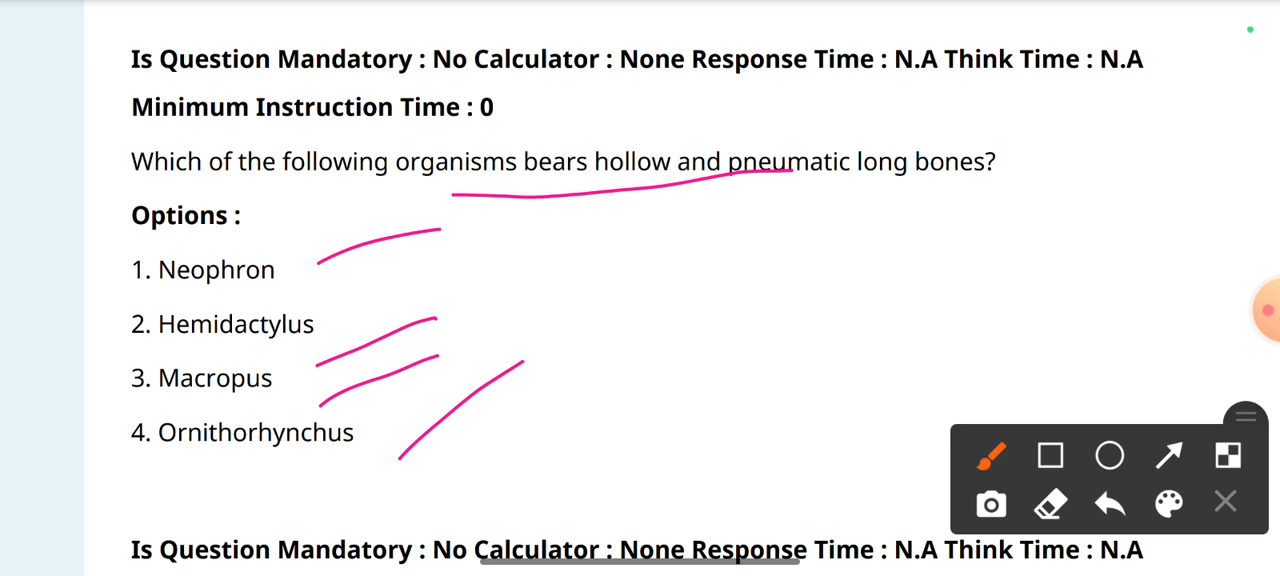 Is Question Mandatory : No Calculator : None Response Time : N.A Think Time : N.A
Minimum Instruction Time : 0
Which of the following organisms bears hollow and pneumatic long bones?
Options :
1. Neophron
2. Hemidactylus
3. Macropus
4. Ornithorhynchus
Is Question Mandatory : No Calculator : None Response Time : N.A Think Time : N.A